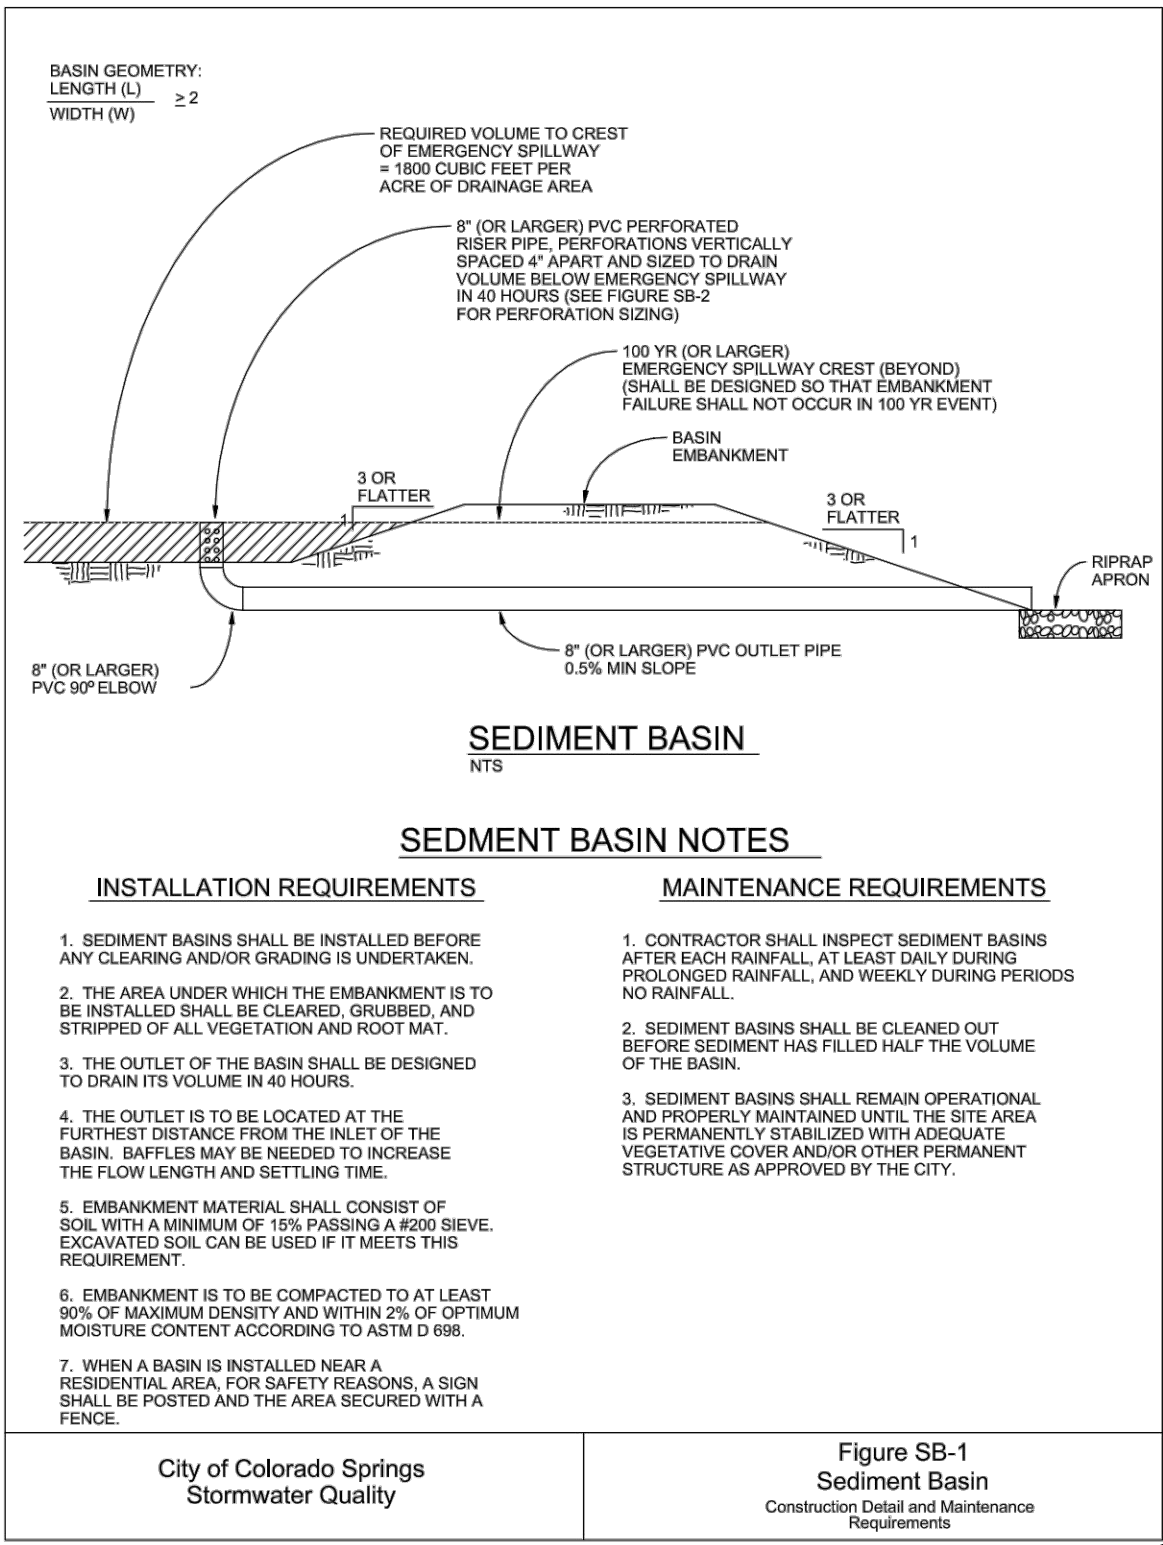 BASIN GEOMETRY:
LENGTH (L)
WIDTH (W)
≥ 2
REQUIRED VOLUME TO CREST
OF EMERGENCY SPILLWAY
= 1800 CUBIC FEET PER
ACRE OF DRAINAGE AREA
8" (OR LARGER) PVC PERFORATED
RISER PIPE, PERFORATIONS VERTICALLY
SPACED 4" APART AND SIZED TO DRAIN
VOLUME BELOW EMERGENCY SPILLWAY
IN 40 HOURS (SEE FIGURE SB-2
FOR PERFORATION SIZING)
100 YR (OR LARGER)
EMERGENCY SPILLWAY CREST (BEYOND)
(SHALL BE DESIGNED SO THAT EMBANKMENT
FAILURE SHALL NOT OCCUR IN 100 YR EVENT)
BASIN
EMBANKMENT
3 OR
FLATTER
1
3 OR
FLATTER
1
RIPRAP
APRON
8" (OR LARGER) PVC OUTLET PIPE
0.5% MIN SLOPE
8" (OR LARGER)
PVC 90º ELBOW
SEDIMENT BASIN
NTS
SEDMENT BASIN NOTES
INSTALLATION REQUIREMENTS
1. SEDIMENT BASINS SHALL BE INSTALLED BEFORE
ANY CLEARING AND/OR GRADING IS UNDERTAKEN.
2. THE AREA UNDER WHICH THE EMBANKMENT IS TO
BE INSTALLED SHALL BE CLEARED, GRUBBED, AND
STRIPPED OF ALL VEGETATION AND ROOT MAT.
3. THE OUTLET OF THE BASIN SHALL BE DESIGNED
TO DRAIN ITS VOLUME IN 40 HOURS.
4. THE OUTLET IS TO BE LOCATED AT THE
FURTHEST DISTANCE FROM THE INLET OF THE
BASIN. BAFFLES MAY BE NEEDED TO INCREASE
THE FLOW LENGTH AND SETTLING TIME.
5. EMBANKMENT MATERIAL SHALL CONSIST OF
SOIL WITH A MINIMUM OF 15% PASSING A #200 SIEVE.
EXCAVATED SOIL CAN BE USED IF IT MEETS THIS
REQUIREMENT.
6. EMBANKMENT IS TO BE COMPACTED TO AT LEAST
90% OF MAXIMUM DENSITY AND WITHIN 2% OF OPTIMUM
MOISTURE CONTENT ACCORDING TO ASTM D 698.
7. WHEN A BASIN IS INSTALLED NEAR A
RESIDENTIAL AREA, FOR SAFETY REASONS, A SIGN
SHALL BE POSTED AND THE AREA SECURED WITH A
FENCE.
MAINTENANCE REQUIREMENTS
1. CONTRACTOR SHALL INSPECT SEDIMENT BASINS
AFTER EACH RAINFALL, AT LEAST DAILY DURING
PROLONGED RAINFALL, AND WEEKLY DURING PERIODS
NO RAINFALL.
2. SEDIMENT BASINS SHALL BE CLEANED OUT
BEFORE SEDIMENT HAS FILLED HALF THE VOLUME
OF THE BASIN.
3. SEDIMENT BASINS SHALL REMAIN OPERATIONAL
AND PROPERLY MAINTAINED UNTIL THE SITE AREA
IS PERMANENTLY STABILIZED WITH ADEQUATE
VEGETATIVE COVER AND/OR OTHER PERMANENT
STRUCTURE AS APPROVED BY THE CITY.
City of Colorado Springs
Stormwater Quality
Figure SB-1
Sediment Basin
Construction Detail and Maintenance
Requirements